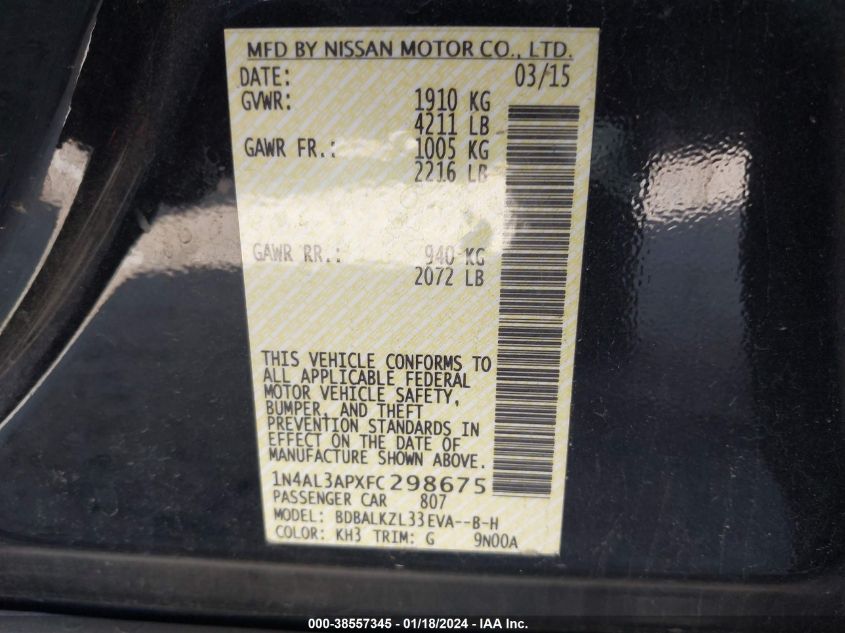 MFD BY NISSAN MOTOR CO., LTD.
DATE: 03/15
GVWR: 1910 KG
4211 LB
GAWR FR.: 1005 KG
2216 LB
GAWR RR.: 940 KG
2072 LB
THIS VEHICLE CONFORMS TO
ALL APPLICABLE FEDERAL
MOTOR VEHICLE SAFETY,
BUMPER, AND THEFT
PREVENTION STANDARDS IN
EFFECT ON THE DATE OF
MANUFACTURE SHOWN ABOVE.
1N4AL3APXFC298675
PASSENGER CAR 807
MODEL: BDBALKZL33EVA--B-H
COLOR: KH3 TRIM: G 9N00A
000-38557345 - 01/18/2024 - IAA Inc.